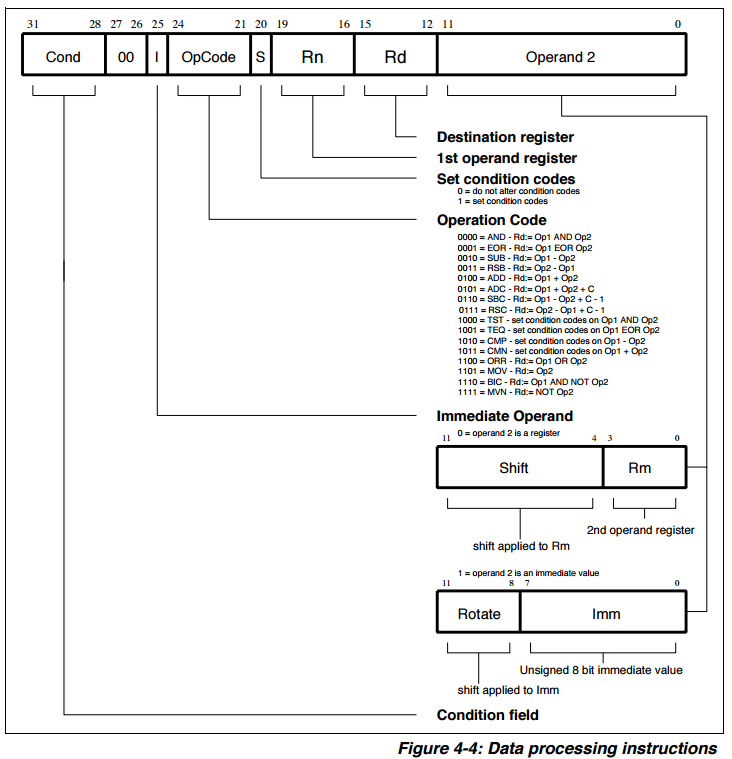 31 28 27 26 25 24 21 20 19 16 15 12 11 0
Cond 00 I OpCode S Rn Rd Operand 2
Destination register
1st operand register
Set condition codes
0 = do not alter condition codes
1 = set condition codes
Operation Code
0000 = AND - Rd:= Op1 AND Op2
0001 = EOR - Rd:= Op1 EOR Op2
0010 = SUB - Rd:= Op1 - Op2
0011 = RSB - Rd:= Op2 - Op1
0100 = ADD - Rd:= Op1 + Op2
0101 = ADC - Rd:= Op1 + Op2 + C
0110 = SBC - Rd:= Op1 - Op2 + C - 1
0111 = RSC - Rd:= Op2 - Op1 + C - 1
1000 = TST - set condition codes on Op1 AND Op2
1001 = TEQ - set condition codes on Op1 EOR Op2
1010 = CMP - set condition codes on Op1 - Op2
1011 = CMN - set condition codes on Op1 + Op2
1100 = ORR - Rd:= Op1 OR Op2
1101 = MOV - Rd:= Op2
1110 = BIC - Rd:= Op1 AND NOT Op2
1111 = MVN - Rd:= NOT Op2
Immediate Operand
0 = operand 2 is a register
11 4 3 0
Shift Rm
2nd operand register
shift applied to Rm
1 = operand 2 is an immediate value
11 8 7 0
Rotate Imm
Unsigned 8 bit immediate value
shift applied to Imm
Condition field
Figure 4-4: Data processing instructions